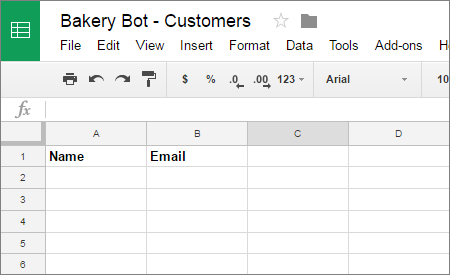 Bakery Bot - Customers
File Edit View Insert Format Data Tools Add-ons
$ % .0 .00 123 Arial 10
fx
A B C D
1 Name Email
2
3
4
5
6